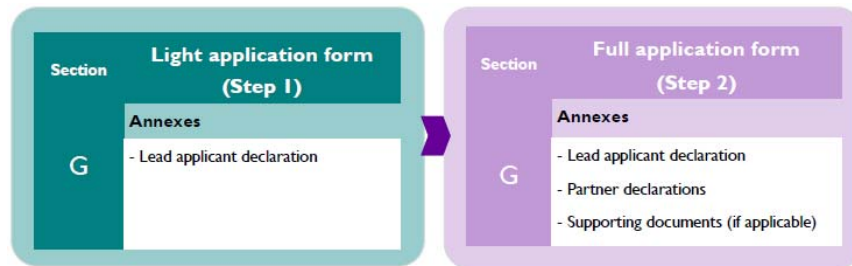 Section
Light application form
(Step 1)
Annexes
G
- Lead applicant declaration
Section
Full application form
(Step 2)
Annexes
G
- Lead applicant declaration
- Partner declarations
- Supporting documents (if applicable)